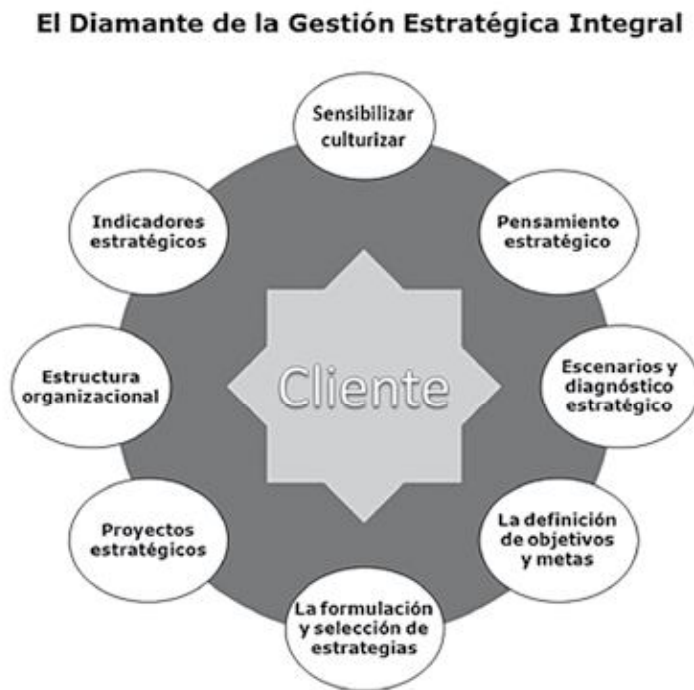 El Diamante de la Gestión Estratégica Integral
Sensibilizar
culturizar
Pensamiento
estratégico
Escenarios y
diagnóstico
estratégico
La definición
de objetivos
y metas
La formulación
y selección de
estrategias
Proyectos
estratégicos
Estructura
organizacional
Indicadores
estratégicos
Cliente